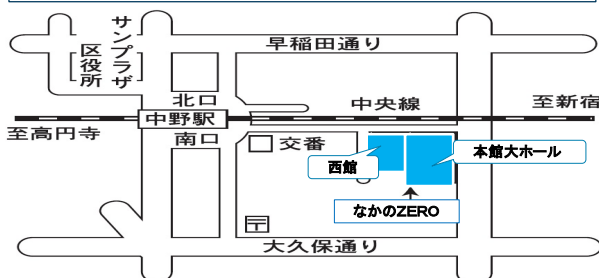 サンプラザ
区役所
早稲田通り
北口
中央線
至新宿
中野駅
至高円寺
南口
交番
西館
本館大ホール
なかのZERO
〒
大久保通り